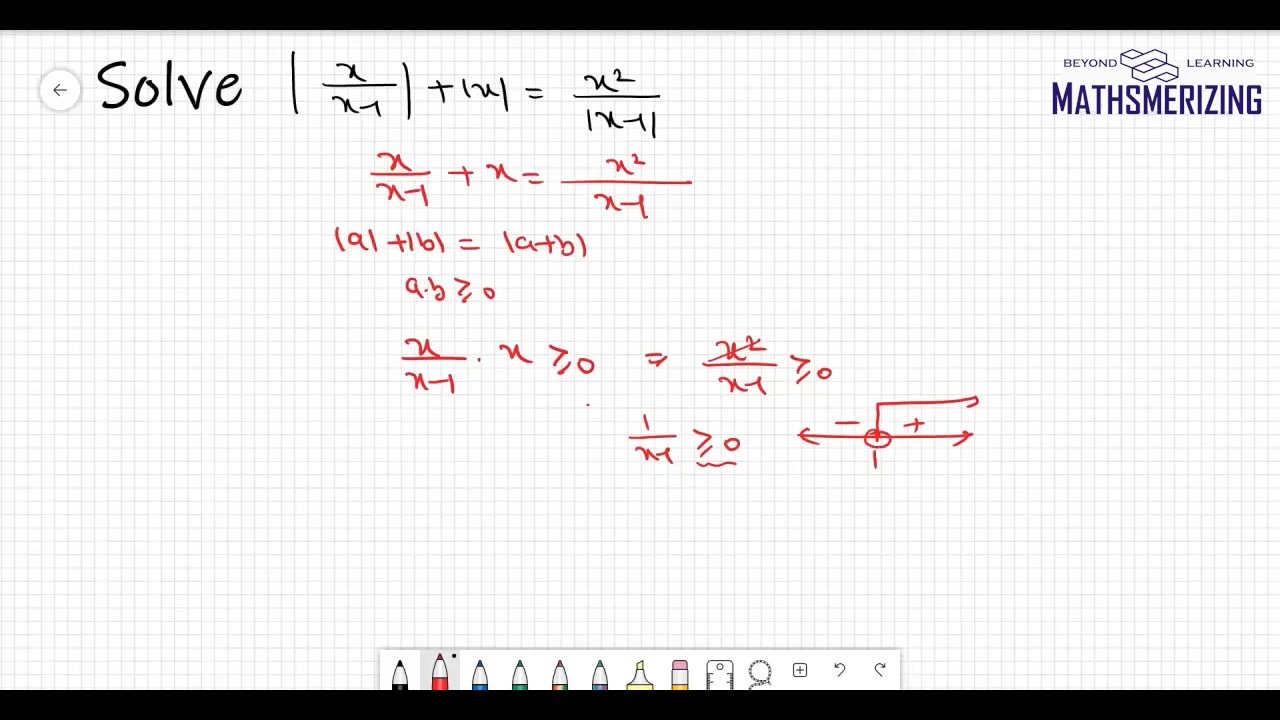 Solve |x/(x-1)| + |x| = x²/|x-1|
BEYOND LEARNING
MATHSMERIZING
x/(x-1) + x = x²/(x-1)
|a| + |b| = |a+b|
a.b ≥ 0
x/(x-1) . x ≥ 0 = x²/(x-1) ≥ 0
1/(x-1) ≥ 0
− +
1